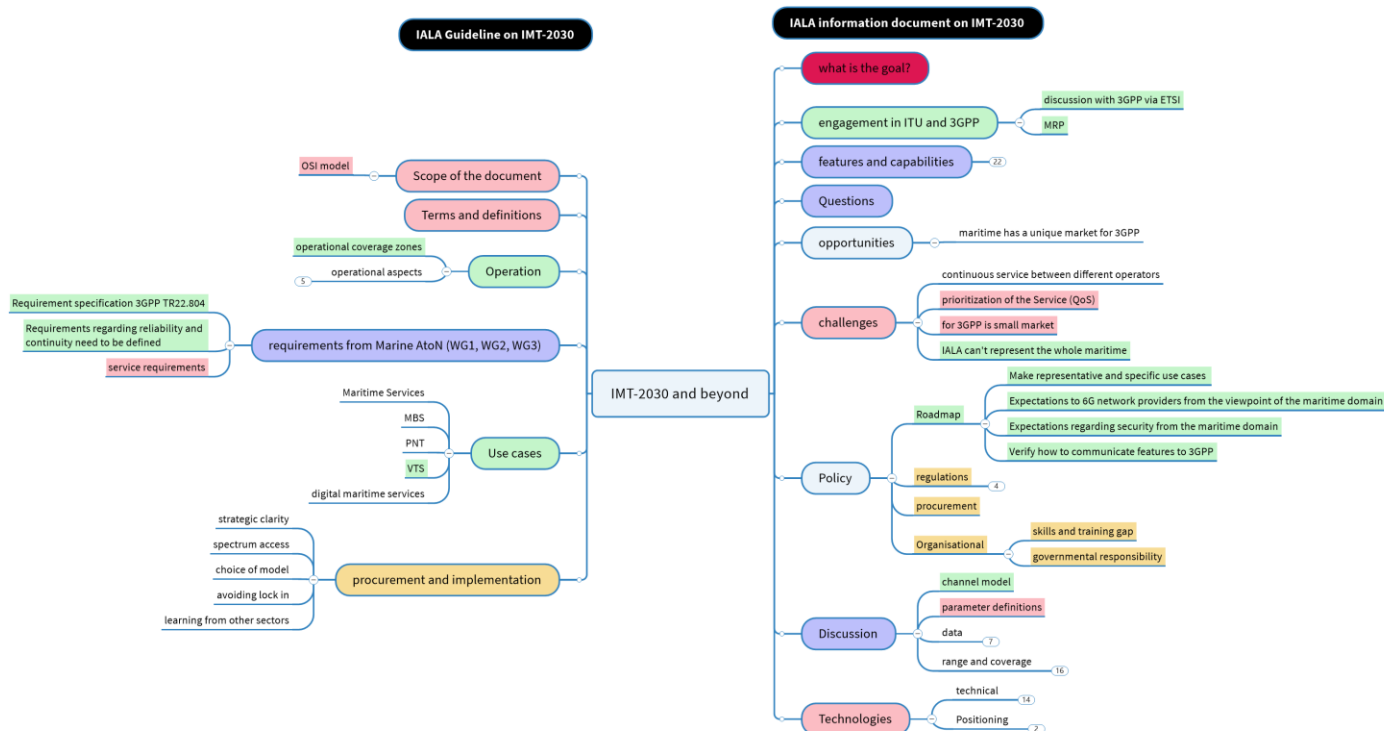 IALA Guideline on IMT-2030
IALA information document on IMT-2030
OSI model
Scope of the document
Terms and definitions
operational coverage zones
operational aspects
5
Operation
Requirement specification 3GPP TR22.804
Requirements regarding reliability and
continuity need to be defined
service requirements
requirements from Marine AtoN (WG1, WG2, WG3)
Maritime Services
MBS
PNT
VTS
digital maritime services
Use cases
strategic clarity
spectrum access
choice of model
avoiding lock in
learning from other sectors
procurement and implementation
IMT-2030 and beyond
what is the goal?
engagement in ITU and 3GPP
discussion with 3GPP via ETSI
MRP
features and capabilities
22
Questions
opportunities
maritime has a unique market for 3GPP
challenges
continuous service between different operators
prioritization of the Service (QoS)
for 3GPP is small market
IALA can't represent the whole maritime
Policy
Roadmap
Make representative and specific use cases
Expectations to 6G network providers from the viewpoint of the maritime domain
Expectations regarding security from the maritime domain
Verify how to communicate features to 3GPP
regulations
4
procurement
Organisational
skills and training gap
governmental responsibility
Discussion
channel model
parameter definitions
data
7
range and coverage
16
Technologies
technical
14
Positioning
2